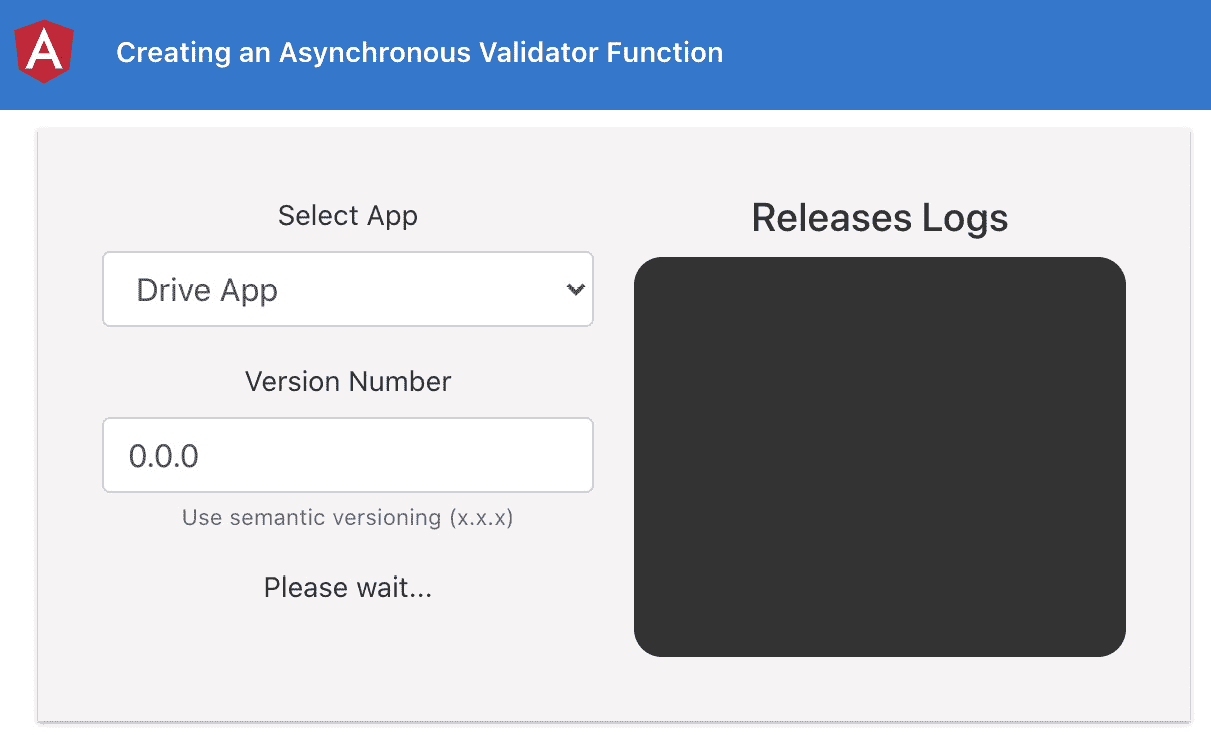 Creating an Asynchronous Validator Function
Select App
Drive App
Version Number
0.0.0
Use semantic versioning (x.x.x)
Please wait...
Releases Logs